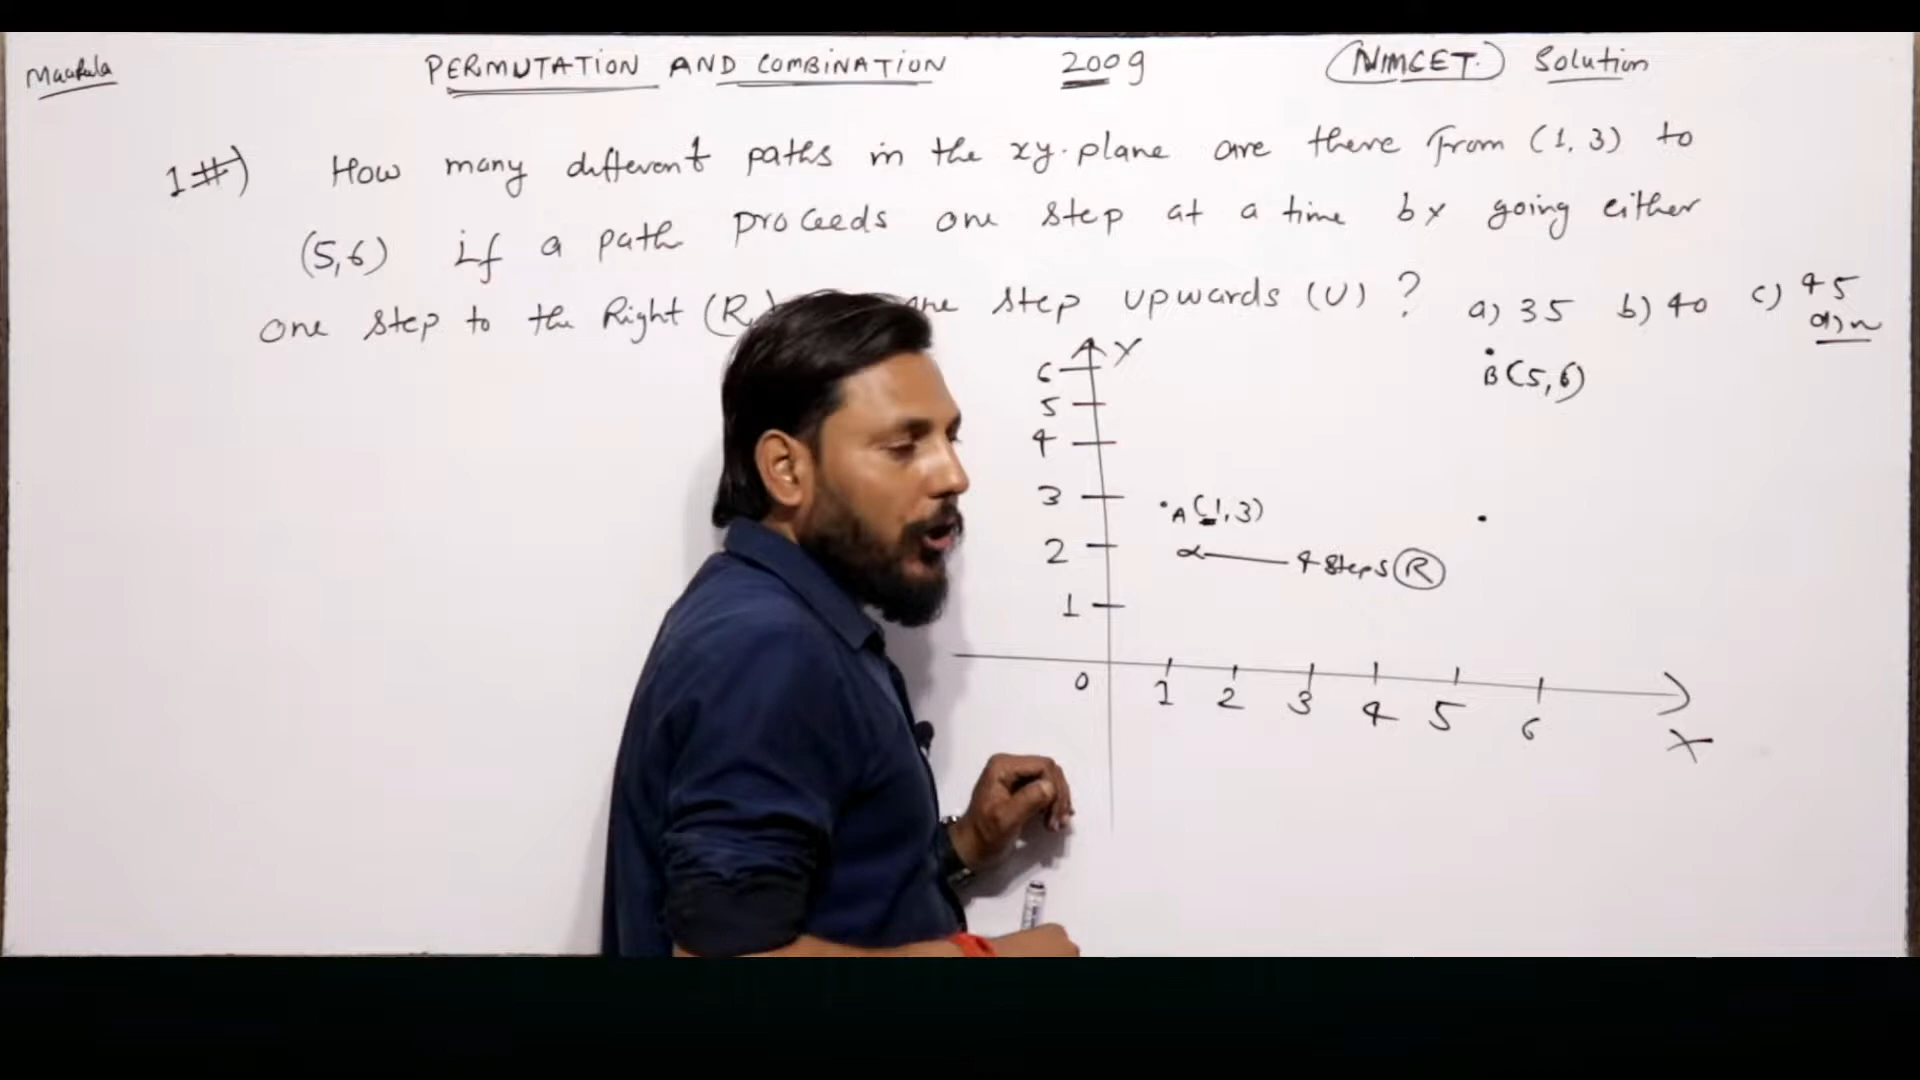 PERMUTATION AND COMBINATION 2009 NIMCET. Solution
1#) How many different paths in the xy-plane are there from (1, 3) to
(5,6) if a path proceeds one step at a time by going either
one step to the Right (R) step upwards (U) ? a) 35 b) 40 c) 45
d) n
Y
6
5
4
3
2
1
B(5,6)
A(1,3)
4 steps R
0 1 2 3 4 5 6
X